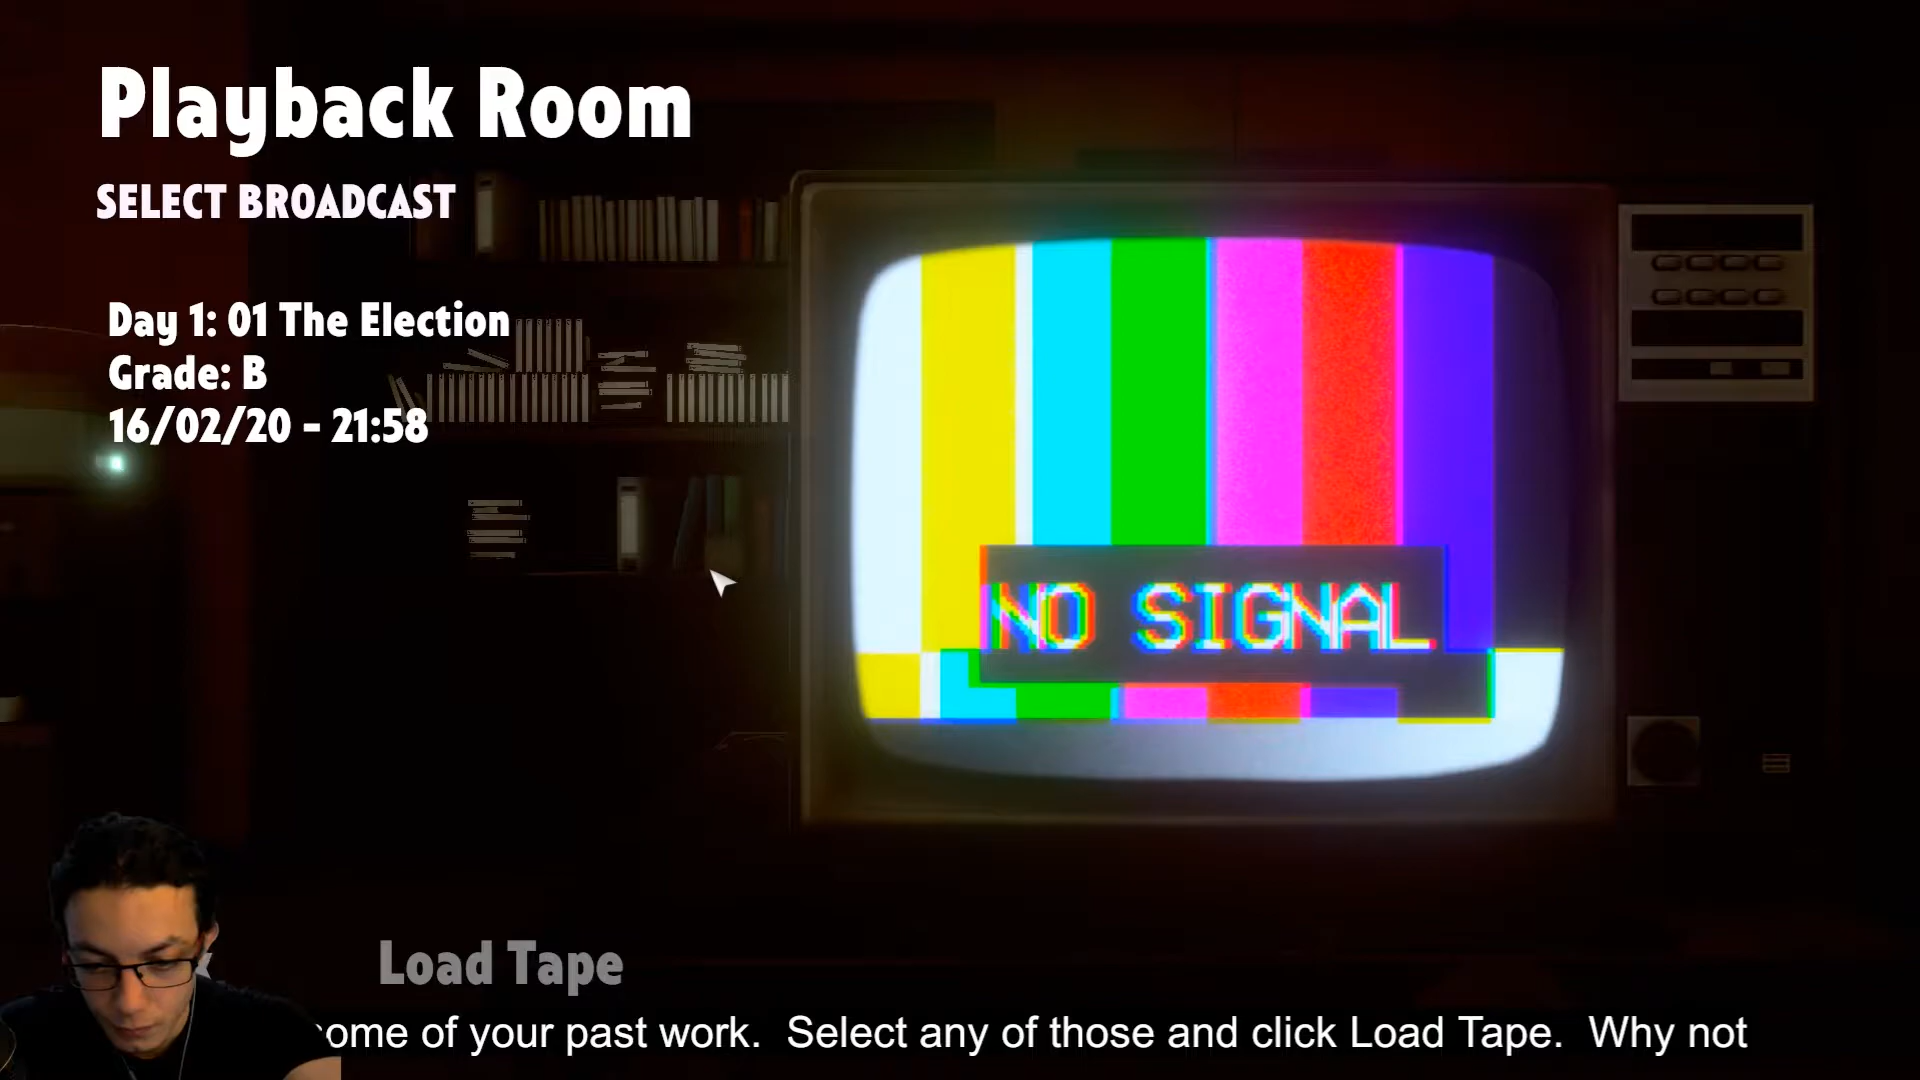 Playback Room
SELECT BROADCAST
Day 1: 01 The Election
Grade: B
16/02/20 - 21:58
NO SIGNAL
Load Tape
some of your past work.  Select any of those and click Load Tape.  Why not